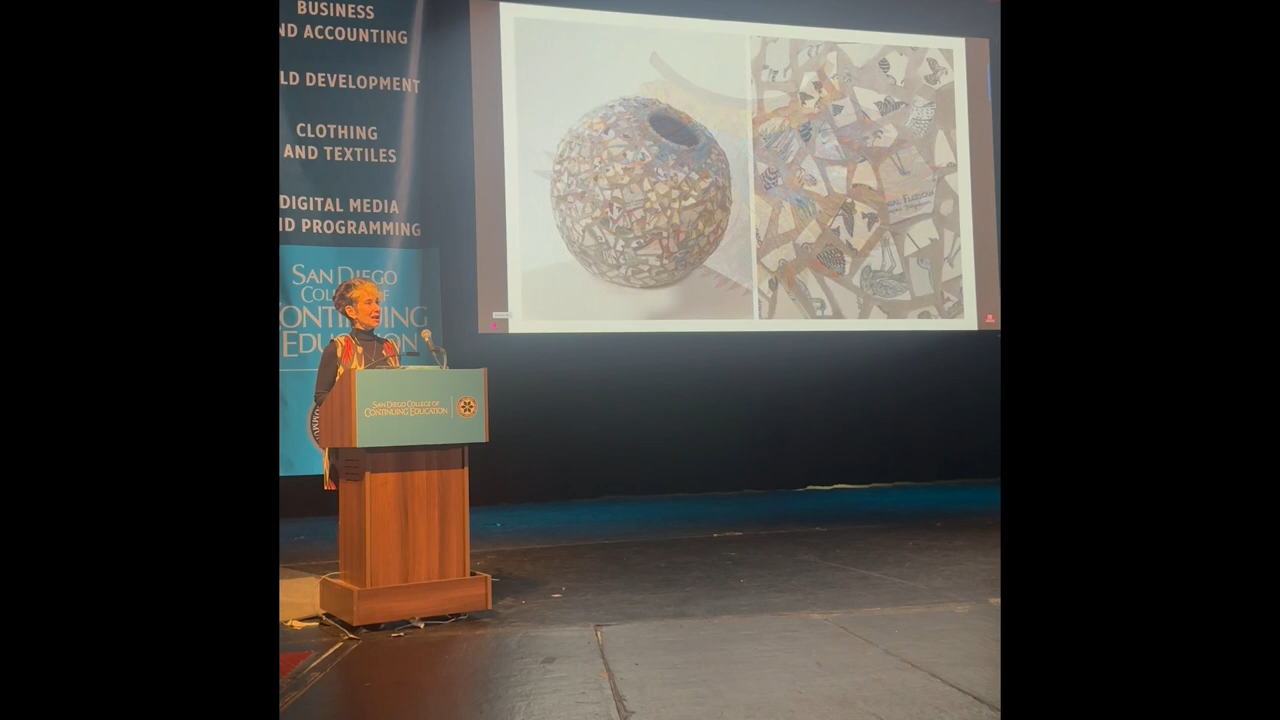 BUSINESS
ND ACCOUNTING
LD DEVELOPMENT
CLOTHING
AND TEXTILES
DIGITAL MEDIA
ND PROGRAMMING
SAN DIEGO
COLLEGE OF
CONTINUING
EDUCATION
SAN DIEGO COLLEGE OF
CONTINUING EDUCATION